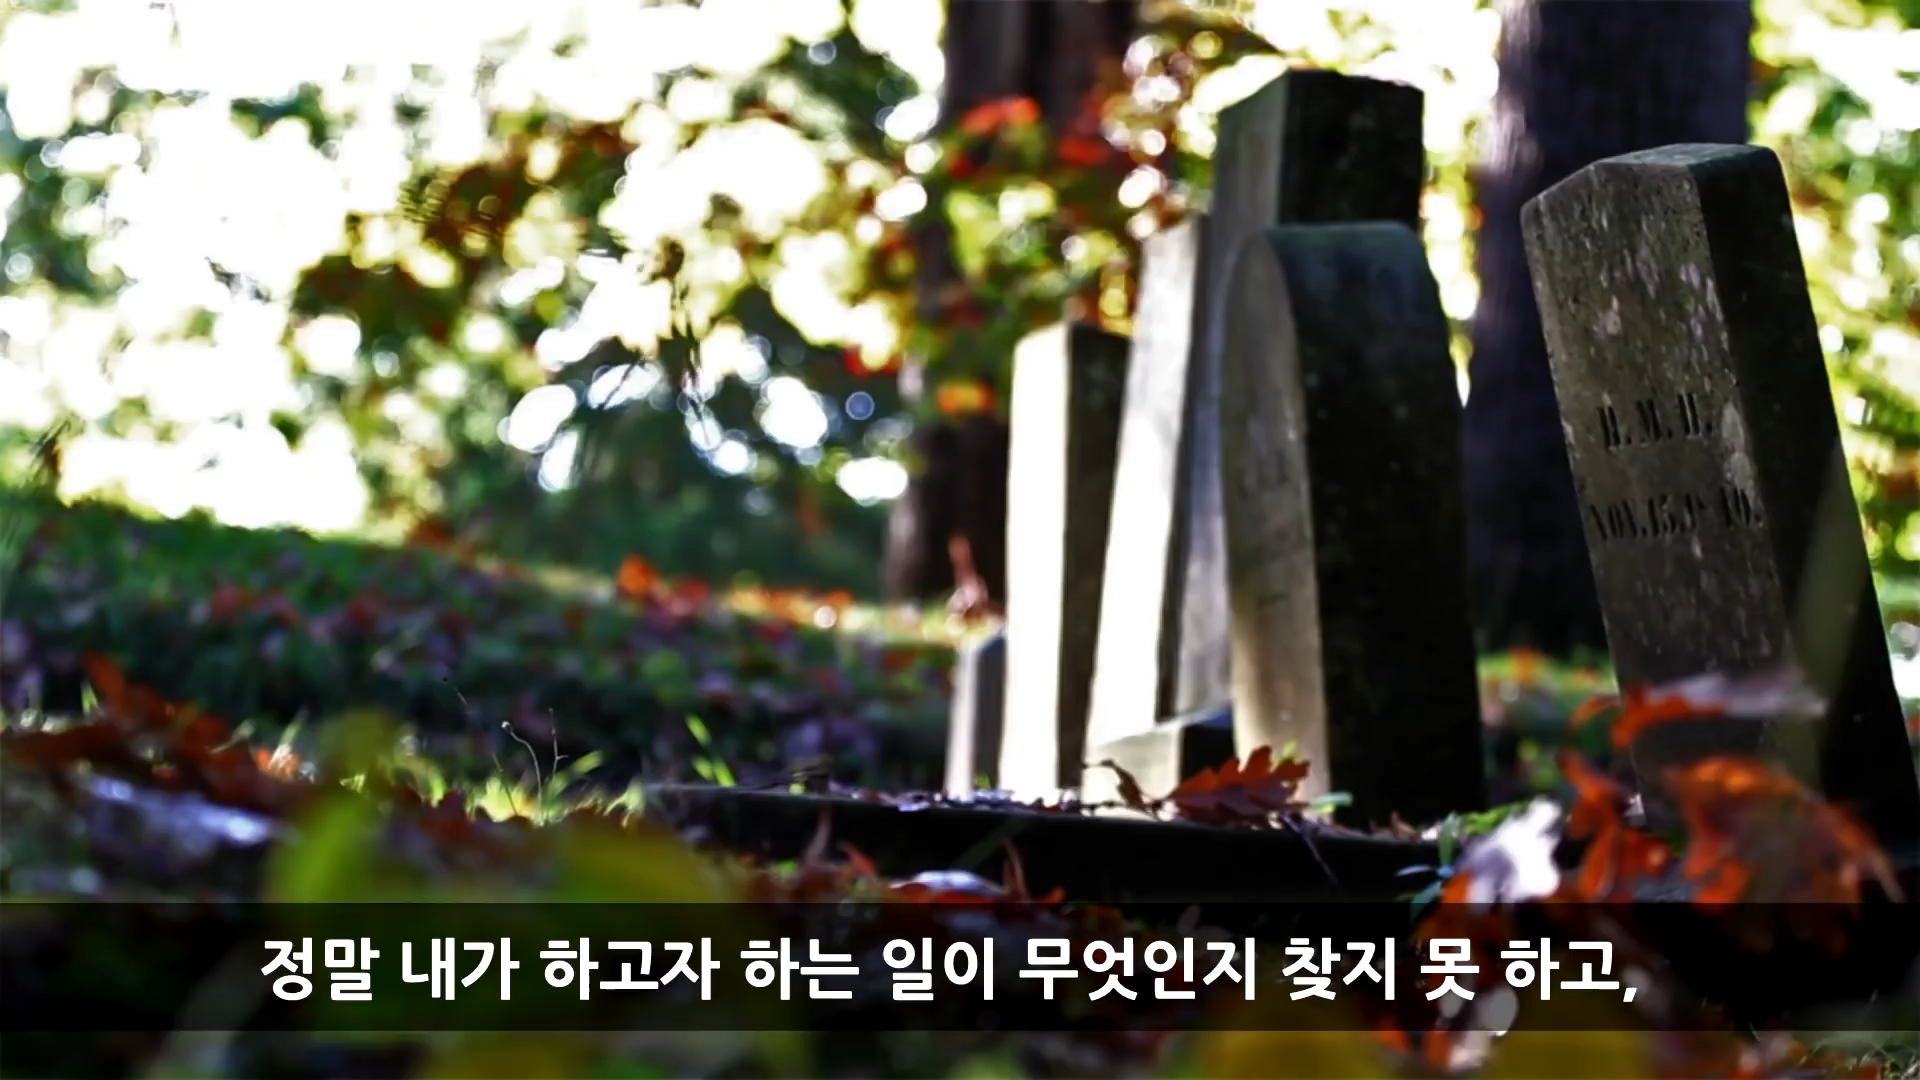 H. M. H.
정말 내가 하고자 하는 일이 무엇인지 찾지 못 하고,